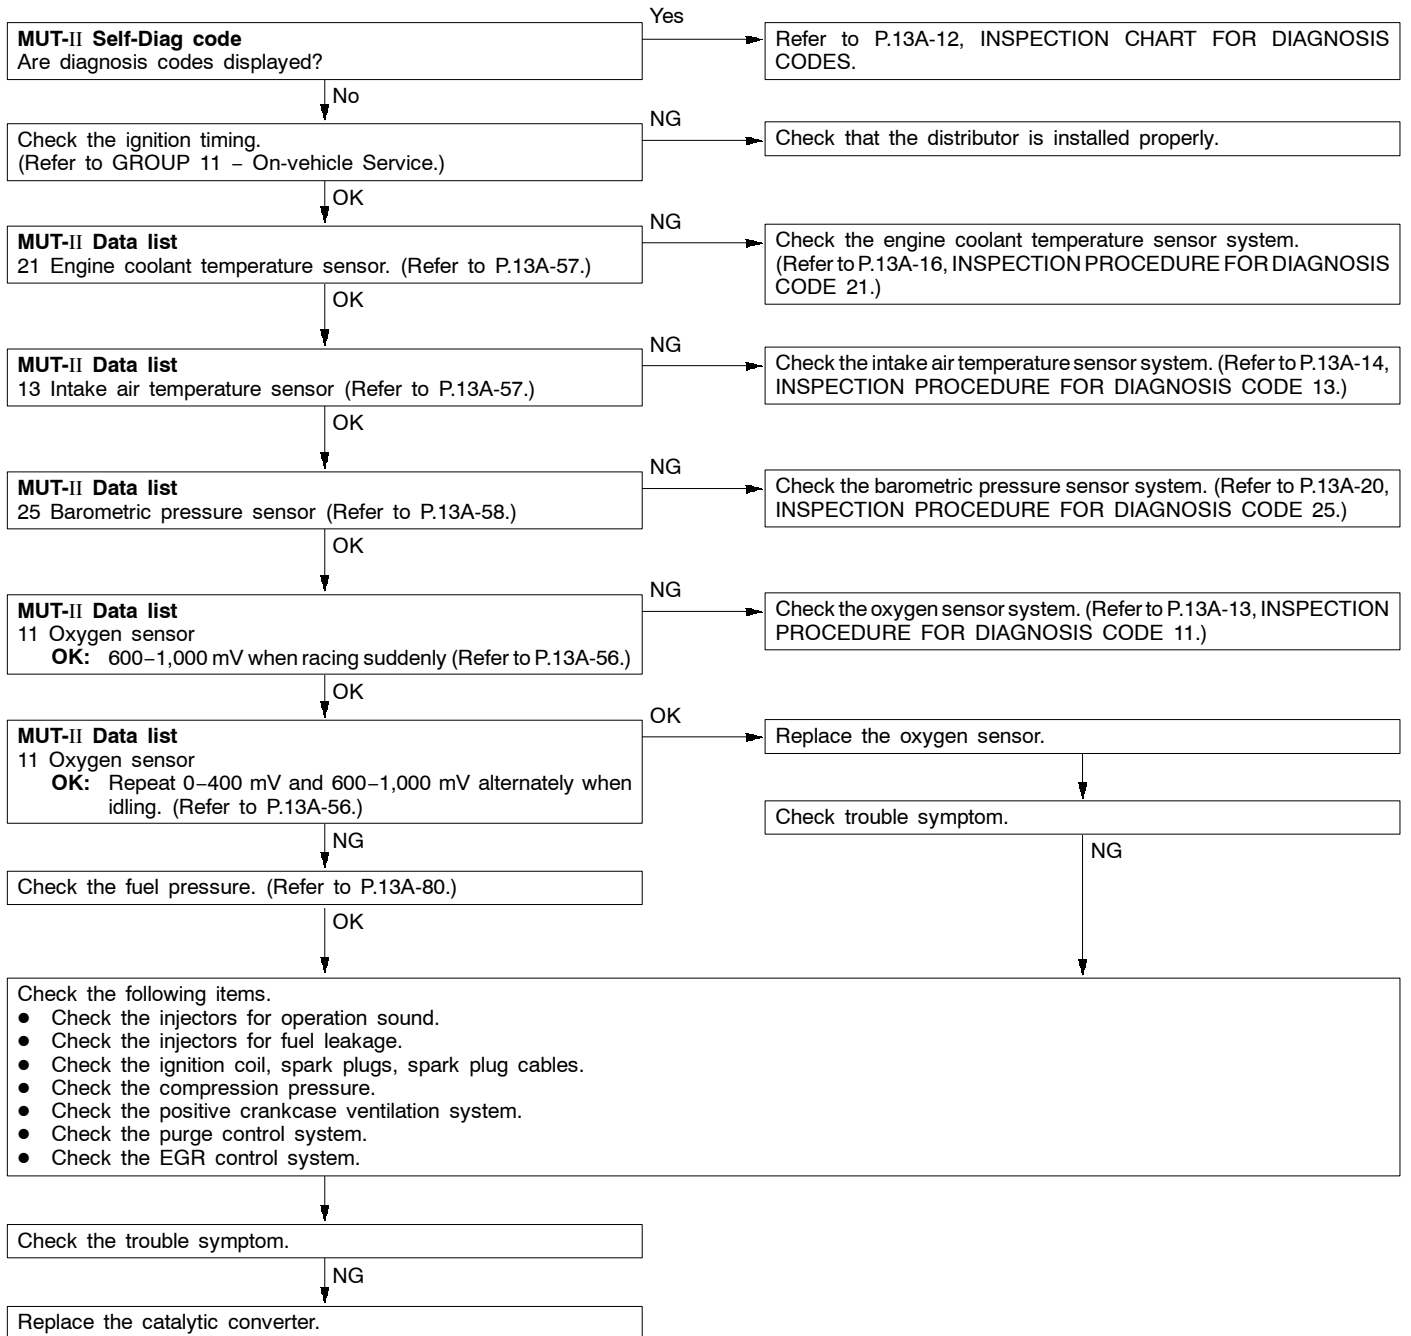 Yes
MUT-II Self-Diag code
Are diagnosis codes displayed?
Refer to P.13A-12, INSPECTION CHART FOR DIAGNOSIS
CODES.
No
Check the ignition timing.
(Refer to GROUP 11 – On-vehicle Service.)
NG
Check that the distributor is installed properly.
OK
MUT-II Data list
21 Engine coolant temperature sensor. (Refer to P.13A-57.)
NG
Check the engine coolant temperature sensor system.
(Refer to P.13A-16, INSPECTION PROCEDURE FOR DIAGNOSIS
CODE 21.)
OK
MUT-II Data list
13 Intake air temperature sensor (Refer to P.13A-57.)
NG
Check the intake air temperature sensor system. (Refer to P.13A-14,
INSPECTION PROCEDURE FOR DIAGNOSIS CODE 13.)
OK
MUT-II Data list
25 Barometric pressure sensor (Refer to P.13A-58.)
NG
Check the barometric pressure sensor system. (Refer to P.13A-20,
INSPECTION PROCEDURE FOR DIAGNOSIS CODE 25.)
OK
MUT-II Data list
11 Oxygen sensor
OK: 600–1,000 mV when racing suddenly (Refer to P.13A-56.)
NG
Check the oxygen sensor system. (Refer to P.13A-13, INSPECTION
PROCEDURE FOR DIAGNOSIS CODE 11.)
OK
MUT-II Data list
11 Oxygen sensor
OK: Repeat 0–400 mV and 600–1,000 mV alternately when
idling. (Refer to P.13A-56.)
OK
Replace the oxygen sensor.
Check trouble symptom.
NG
NG
Check the fuel pressure. (Refer to P.13A-80.)
OK
Check the following items.
● Check the injectors for operation sound.
● Check the injectors for fuel leakage.
● Check the ignition coil, spark plugs, spark plug cables.
● Check the compression pressure.
● Check the positive crankcase ventilation system.
● Check the purge control system.
● Check the EGR control system.
Check the trouble symptom.
NG
Replace the catalytic converter.